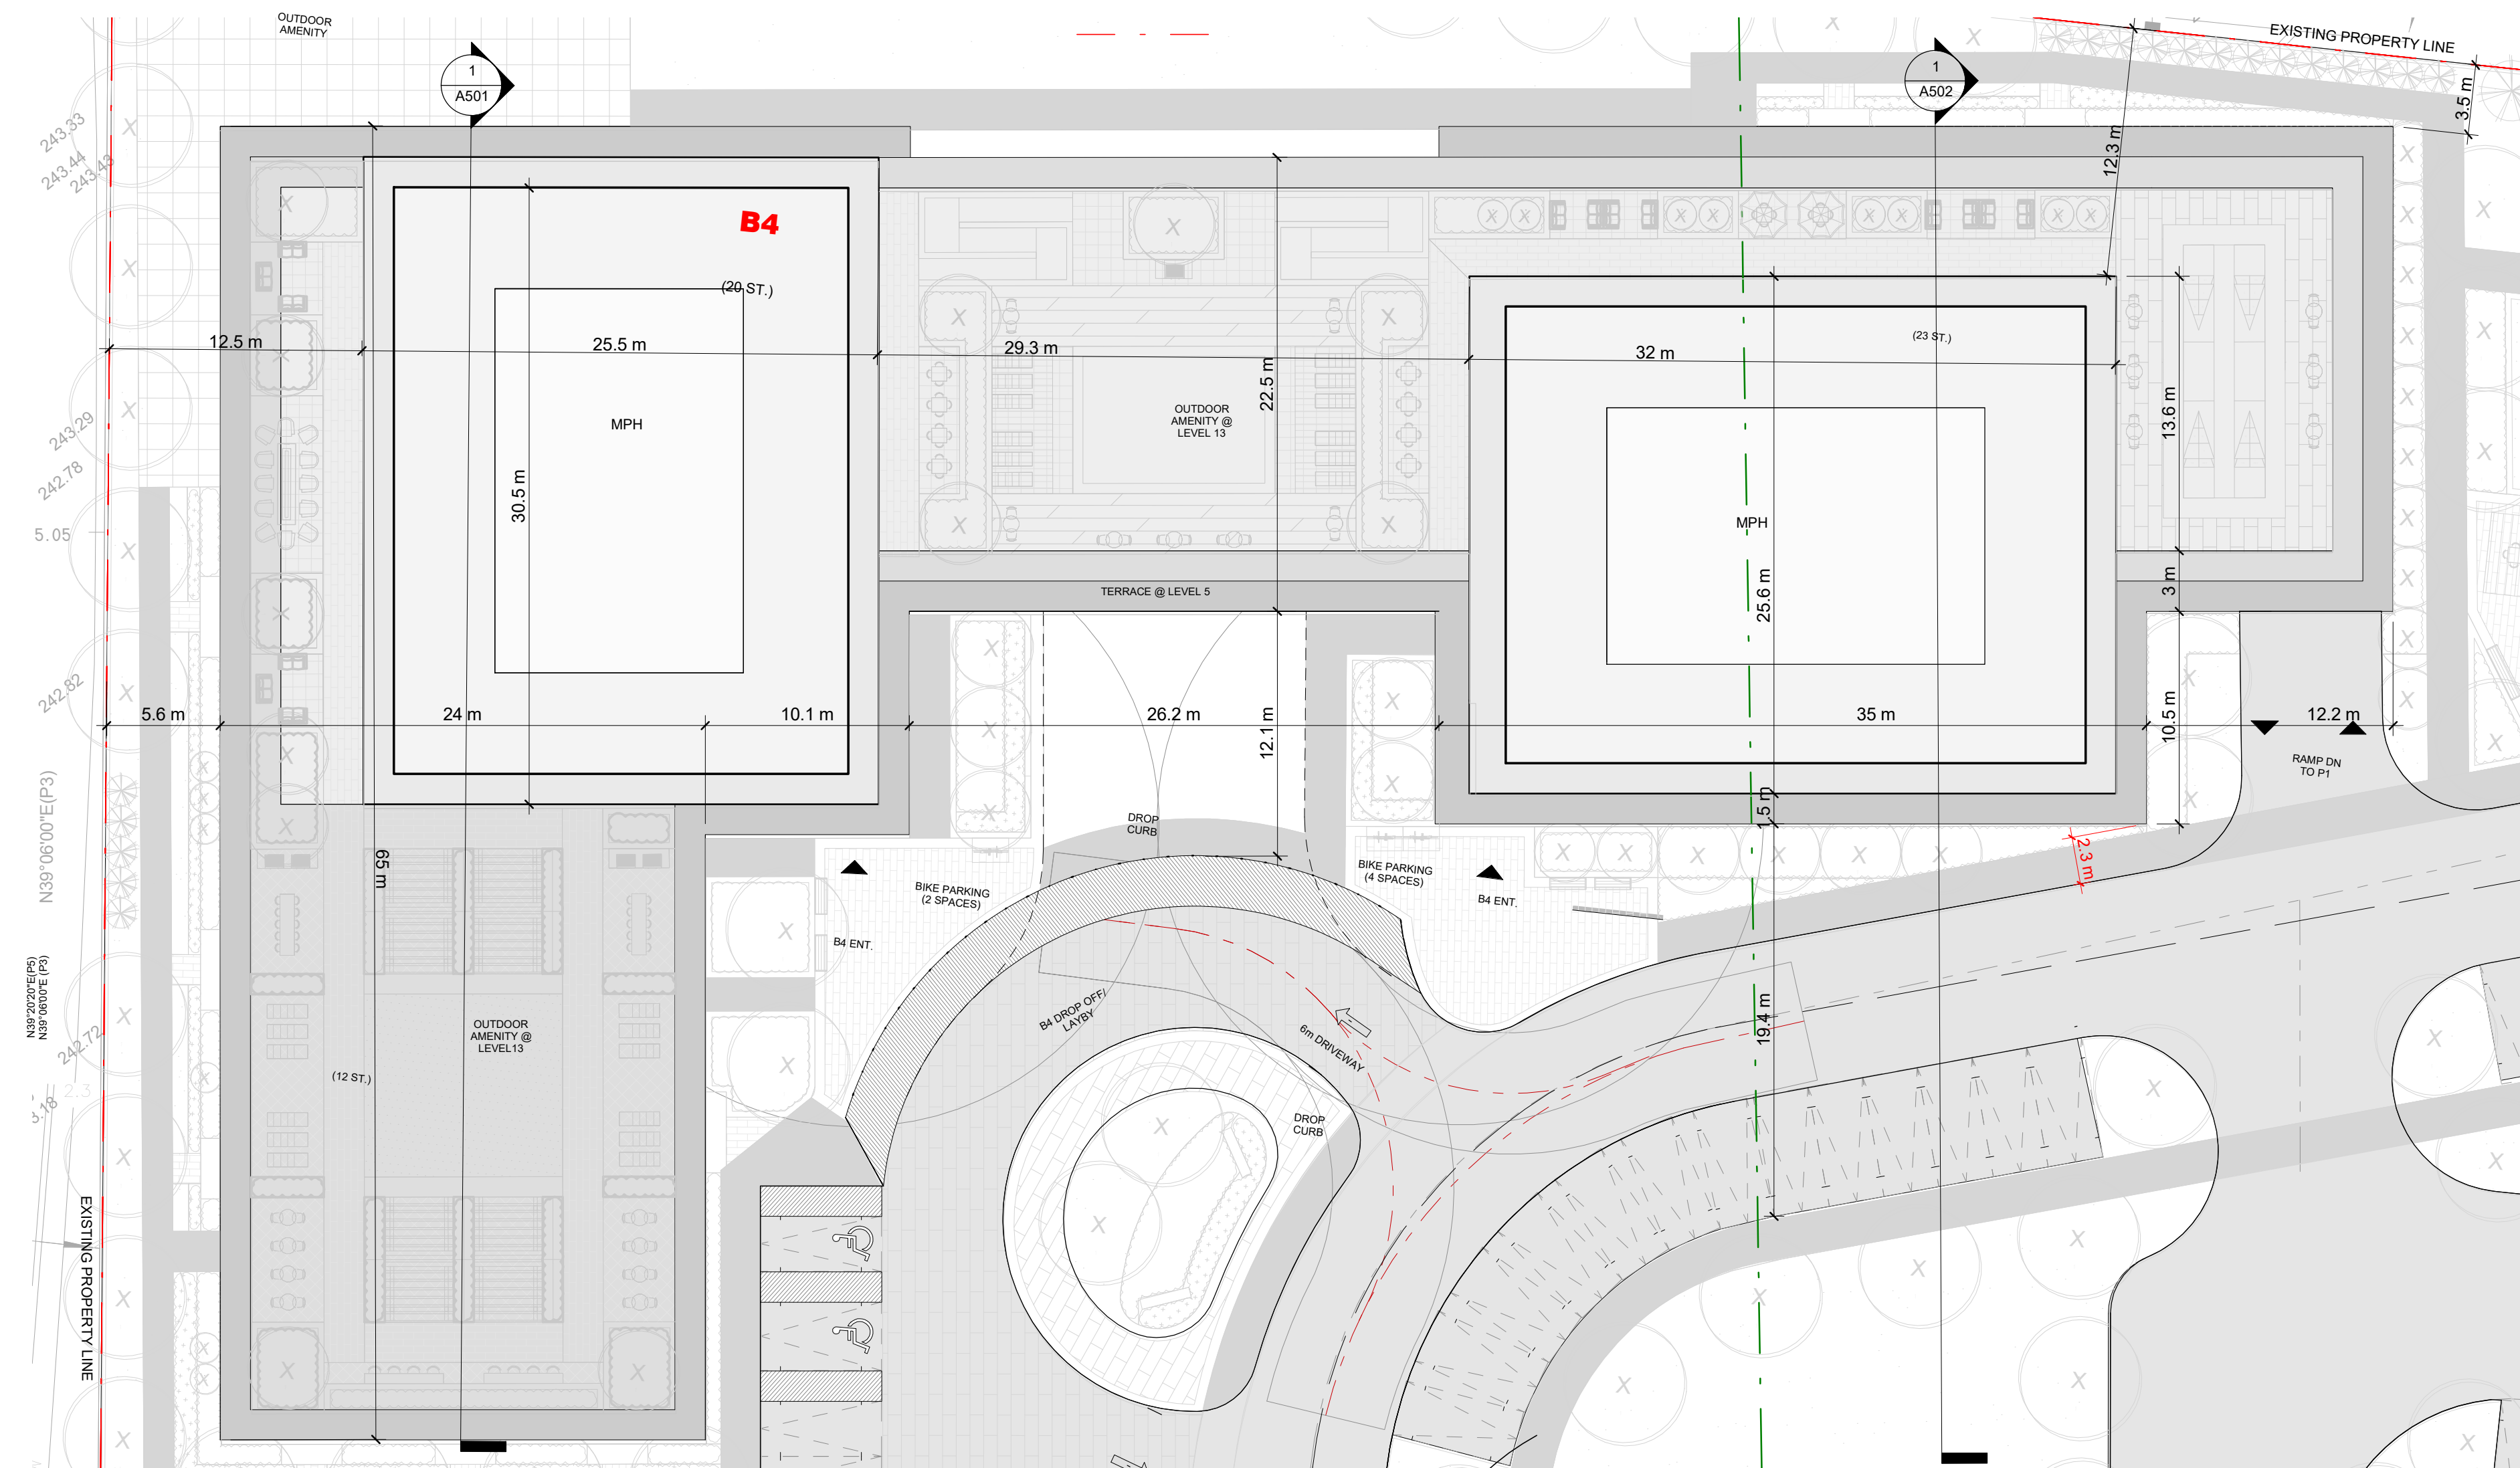 OUTDOOR
AMENITY
EXISTING PROPERTY LINE
1
A501
1
A502
3.5 m
12.3 m
243.33
243.44
243.43
B4
(20 ST.)
(23 ST.)
12.5 m
25.5 m
29.3 m
22.5 m
32 m
13.6 m
243.29
242.78
5.05
MPH
OUTDOOR
AMENITY @
LEVEL 13
30.5 m
MPH
25.6 m
3 m
TERRACE @ LEVEL 5
242.82
5.6 m
24 m
10.1 m
26.2 m
12.1 m
35 m
10.5 m
12.2 m
RAMP DN
TO P1
N39°06'00"E(P3)
65 m
DROP
CURB
1.5 m
2.3 m
BIKE PARKING
(2 SPACES)
BIKE PARKING
(4 SPACES)
B4 ENT.
B4 ENT.
N39°20'20"E(P5)
N39°06'00"E (P3)
242.72
B4 DROP OFF/
LAYBY
6m DRIVEWAY
19.4 m
OUTDOOR
AMENITY @
LEVEL13
(12 ST.)
2.3
3.18
DROP
CURB
EXISTING PROPERTY LINE